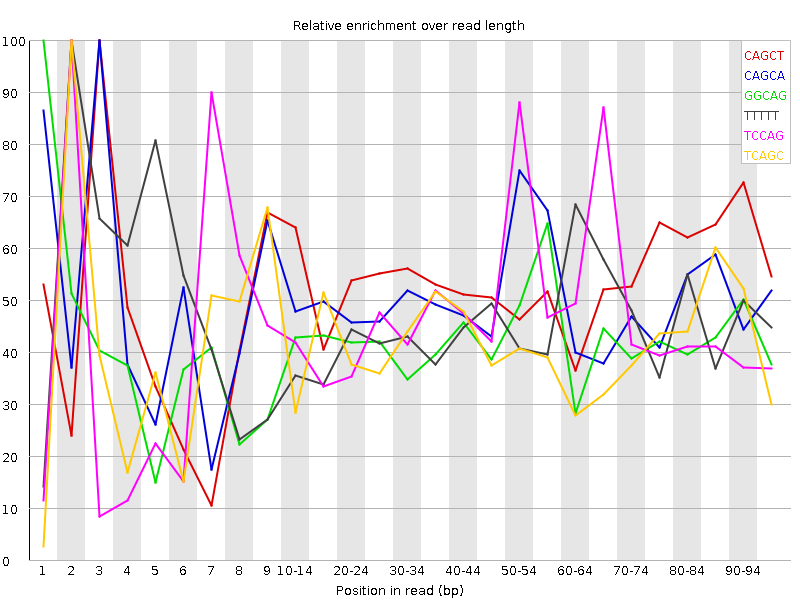 Relative enrichment over read length
100
90
80
70
60
50
40
30
20
10
0
CAGCT
CAGCA
GGCAG
TTTTT
TCCAG
TCAGC
1 2 3 4 5 6 7 8 9 10-14 20-24 30-34 40-44 50-54 60-64 70-74 80-84 90-94
Position in read (bp)